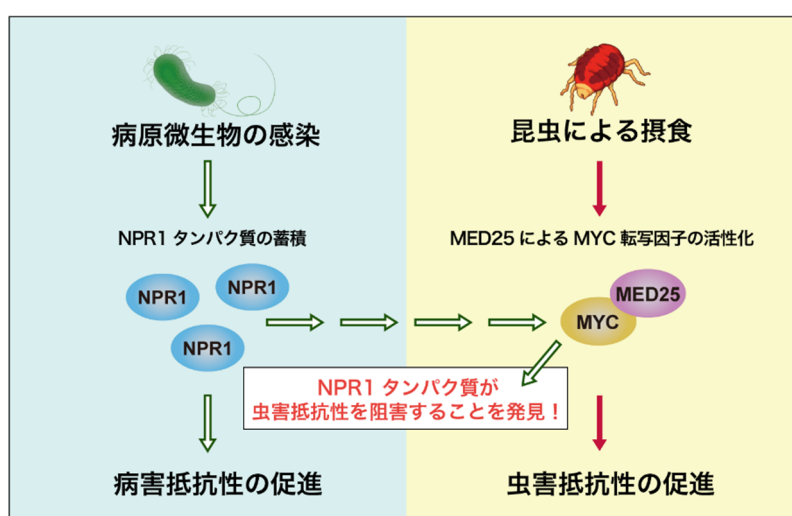 病原微生物の感染
昆虫による摂食
NPR1 タンパク質の蓄積
MED25 による MYC 転写因子の活性化
NPR1
NPR1
NPR1
MED25
MYC
NPR1 タンパク質が
虫害抵抗性を阻害することを発見！
病害抵抗性の促進
虫害抵抗性の促進